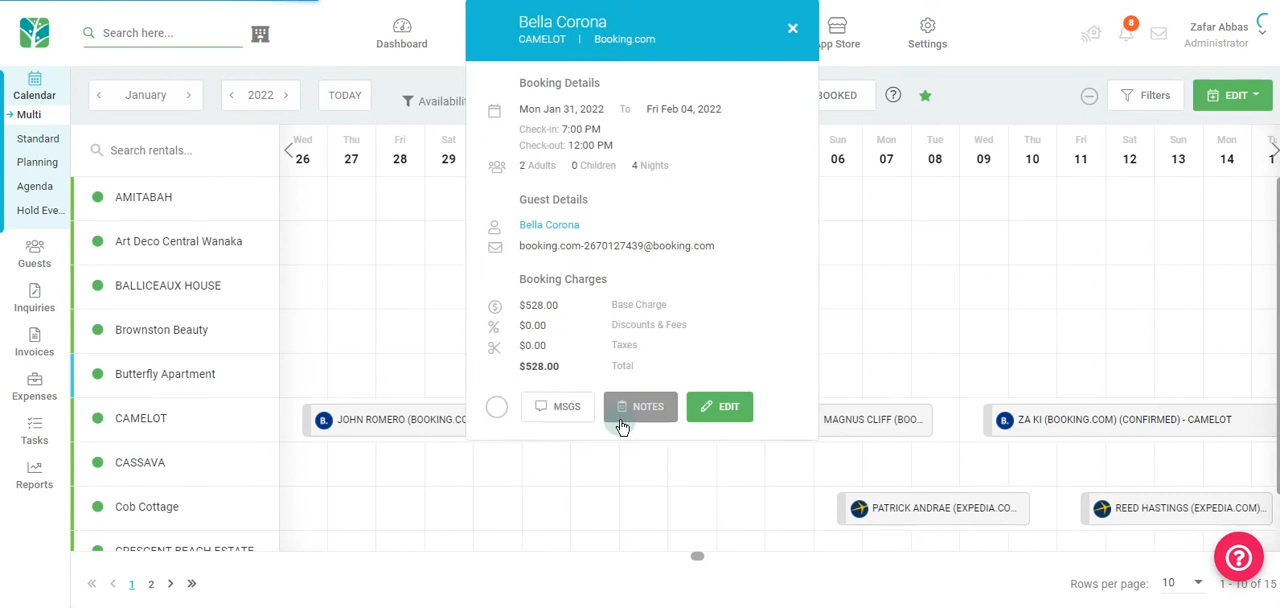 Search here...
Dashboard
Bella Corona
CAMELOT | Booking.com
App Store
Settings
8
Zafar Abbas
Administrator
Calendar
Multi
Standard
Planning
Agenda
Hold Eve...
Guests
Inquiries
Invoices
Expenses
Tasks
Reports
January
2022
TODAY
BOOKED
Filters
EDIT
Search rentals...
Wed 26
Thu 27
Fri 28
Sat 29
Sun 06
Mon 07
Tue 08
Wed 09
Thu 10
Fri 11
Sat 12
Sun 13
Mon 14
AMITABAH
Art Deco Central Wanaka
BALLICEAUX HOUSE
Brownston Beauty
Butterfly Apartment
CAMELOT
CASSAVA
Cob Cottage
CRESCENT BEACH ESTATE
Booking Details
Mon Jan 31, 2022 To Fri Feb 04, 2022
Check-in: 7:00 PM
Check-out: 12:00 PM
2 Adults 0 Children 4 Nights
Guest Details
Bella Corona
booking.com-2670127439@booking.com
Booking Charges
$528.00 Base Charge
$0.00 Discounts & Fees
$0.00 Taxes
$528.00 Total
MSGS
NOTES
EDIT
B. JOHN ROMERO (BOOKING.CO
MAGNUS CLIFF (BOO...
B. ZA KI (BOOKING.COM) (CONFIRMED) - CAMELOT
PATRICK ANDRAE (EXPEDIA.CO...
REED HASTINGS (EXPEDIA.COM)...
1 2
Rows per page: 10 1 - 10 of 15